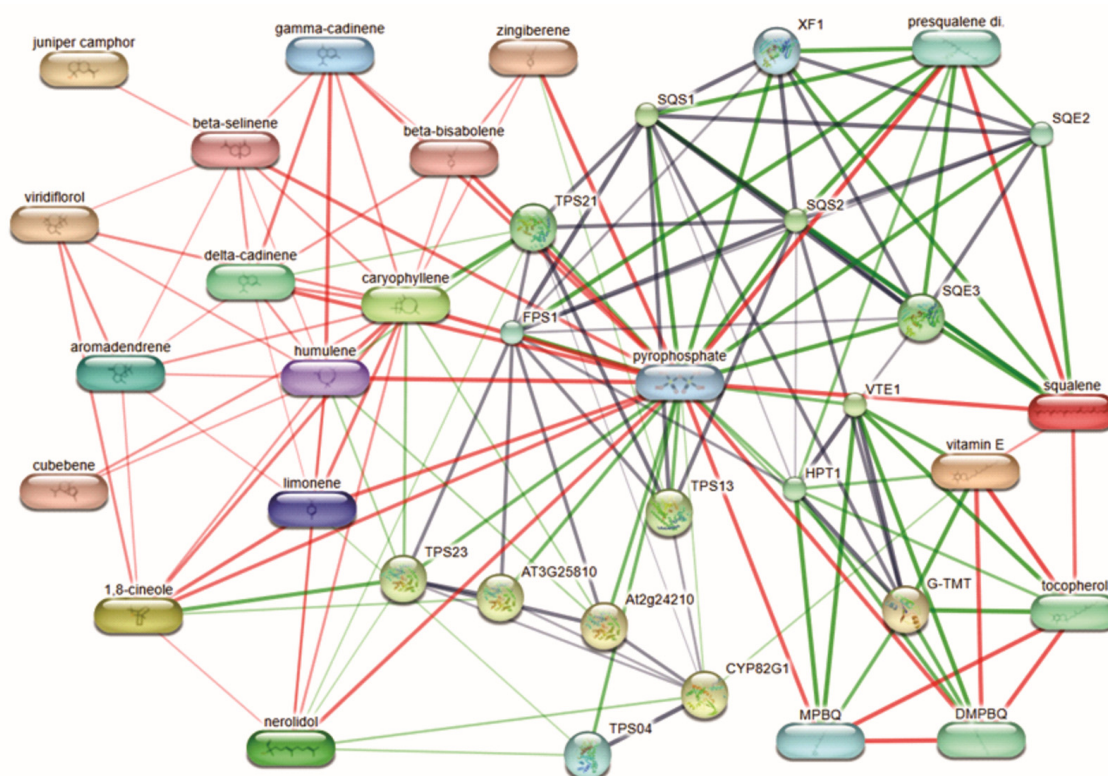 juniper camphor
gamma-cadinene
zingiberene
XF1
presqualene di.
SQS1
SQE2
beta-selinene
beta-bisabolene
viridiflorol
TPS21
SQS2
delta-cadinene
caryophyllene
SQE3
FPS1
aromadendrene
humulene
pyrophosphate
squalene
VTE1
vitamin E
cubebene
limonene
TPS13
HPT1
TPS23
AT3G25810
At2g24210
G-TMT
tocopherol
1,8-cineole
CYP82G1
nerolidol
TPS04
MPBQ
DMPBQ